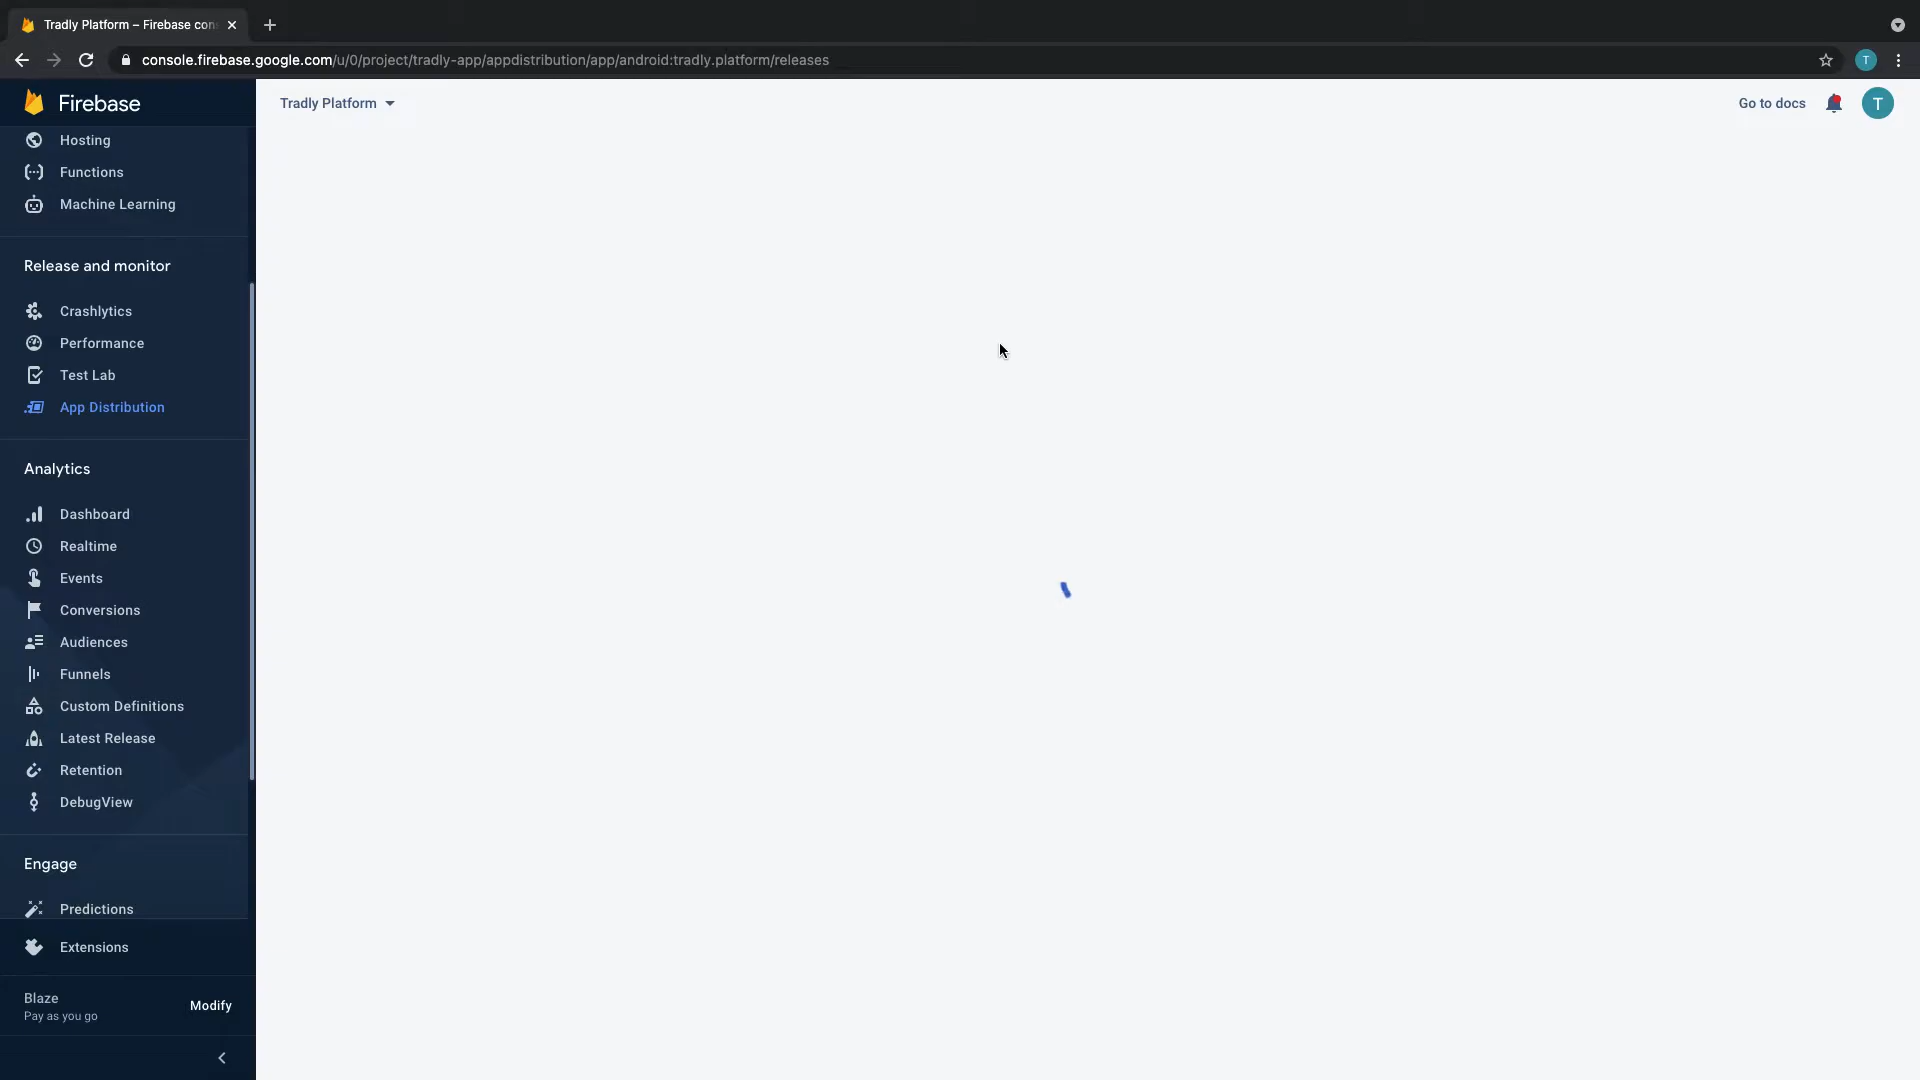 Tradly Platform – Firebase con
console.firebase.google.com/u/0/project/tradly-app/appdistribution/app/android:tradly.platform/releases
T
Firebase
Tradly Platform
Go to docs
T
Hosting
Functions
Machine Learning
Release and monitor
Crashlytics
Performance
Test Lab
App Distribution
Analytics
Dashboard
Realtime
Events
Conversions
Audiences
Funnels
Custom Definitions
Latest Release
Retention
DebugView
Engage
Predictions
Extensions
Blaze
Pay as you go
Modify